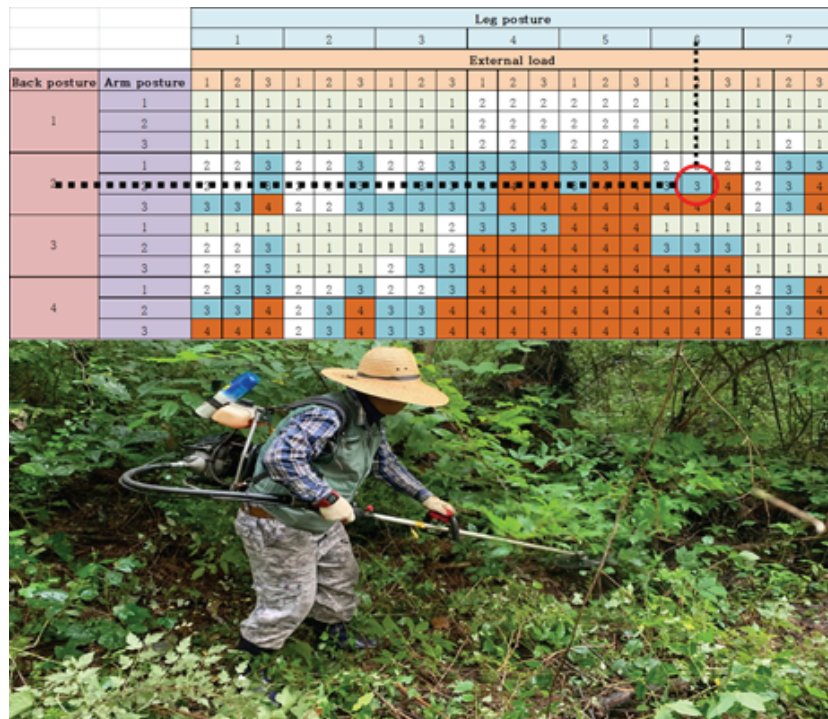 Leg posture
1 2 3 4 5 6 7
External load
Back posture Arm posture 1 2 3 1 2 3 1 2 3 1 2 3 1 2 3 1 3 1 2 3
1 1 1 1 1 1 1 1 1 1 2 2 2 2 2 2 1 1 1 1 1 1
1 2 1 1 1 1 1 1 1 1 1 2 2 2 2 2 2 1 1 1 1 1 1
3 1 1 1 1 1 1 1 1 1 2 2 3 2 2 3 1 1 1 1 2 1
1 2 2 3 2 2 3 2 2 3 3 3 3 3 3 3 2 2 2 3 3
2 3 4 2 3 4
3 3 3 4 2 2 3 3 3 3 3 4 4 4 4 4 4 4 4 2 3 4
1 1 1 1 1 1 1 1 1 2 3 3 3 4 4 4 1 1 1 1 1 1
3 2 2 2 3 1 1 1 1 1 2 4 4 4 4 4 4 3 3 3 1 1 1
3 2 2 3 1 1 1 2 3 3 4 4 4 4 4 4 4 4 4 1 1 1
1 2 3 3 2 2 3 2 2 3 4 4 4 4 4 4 4 4 4 2 3 4
4 2 3 3 4 2 3 4 3 3 4 4 4 4 4 4 4 4 4 4 2 3 4
3 4 4 4 2 3 4 3 3 4 4 4 4 4 4 4 4 4 4 2 3 4